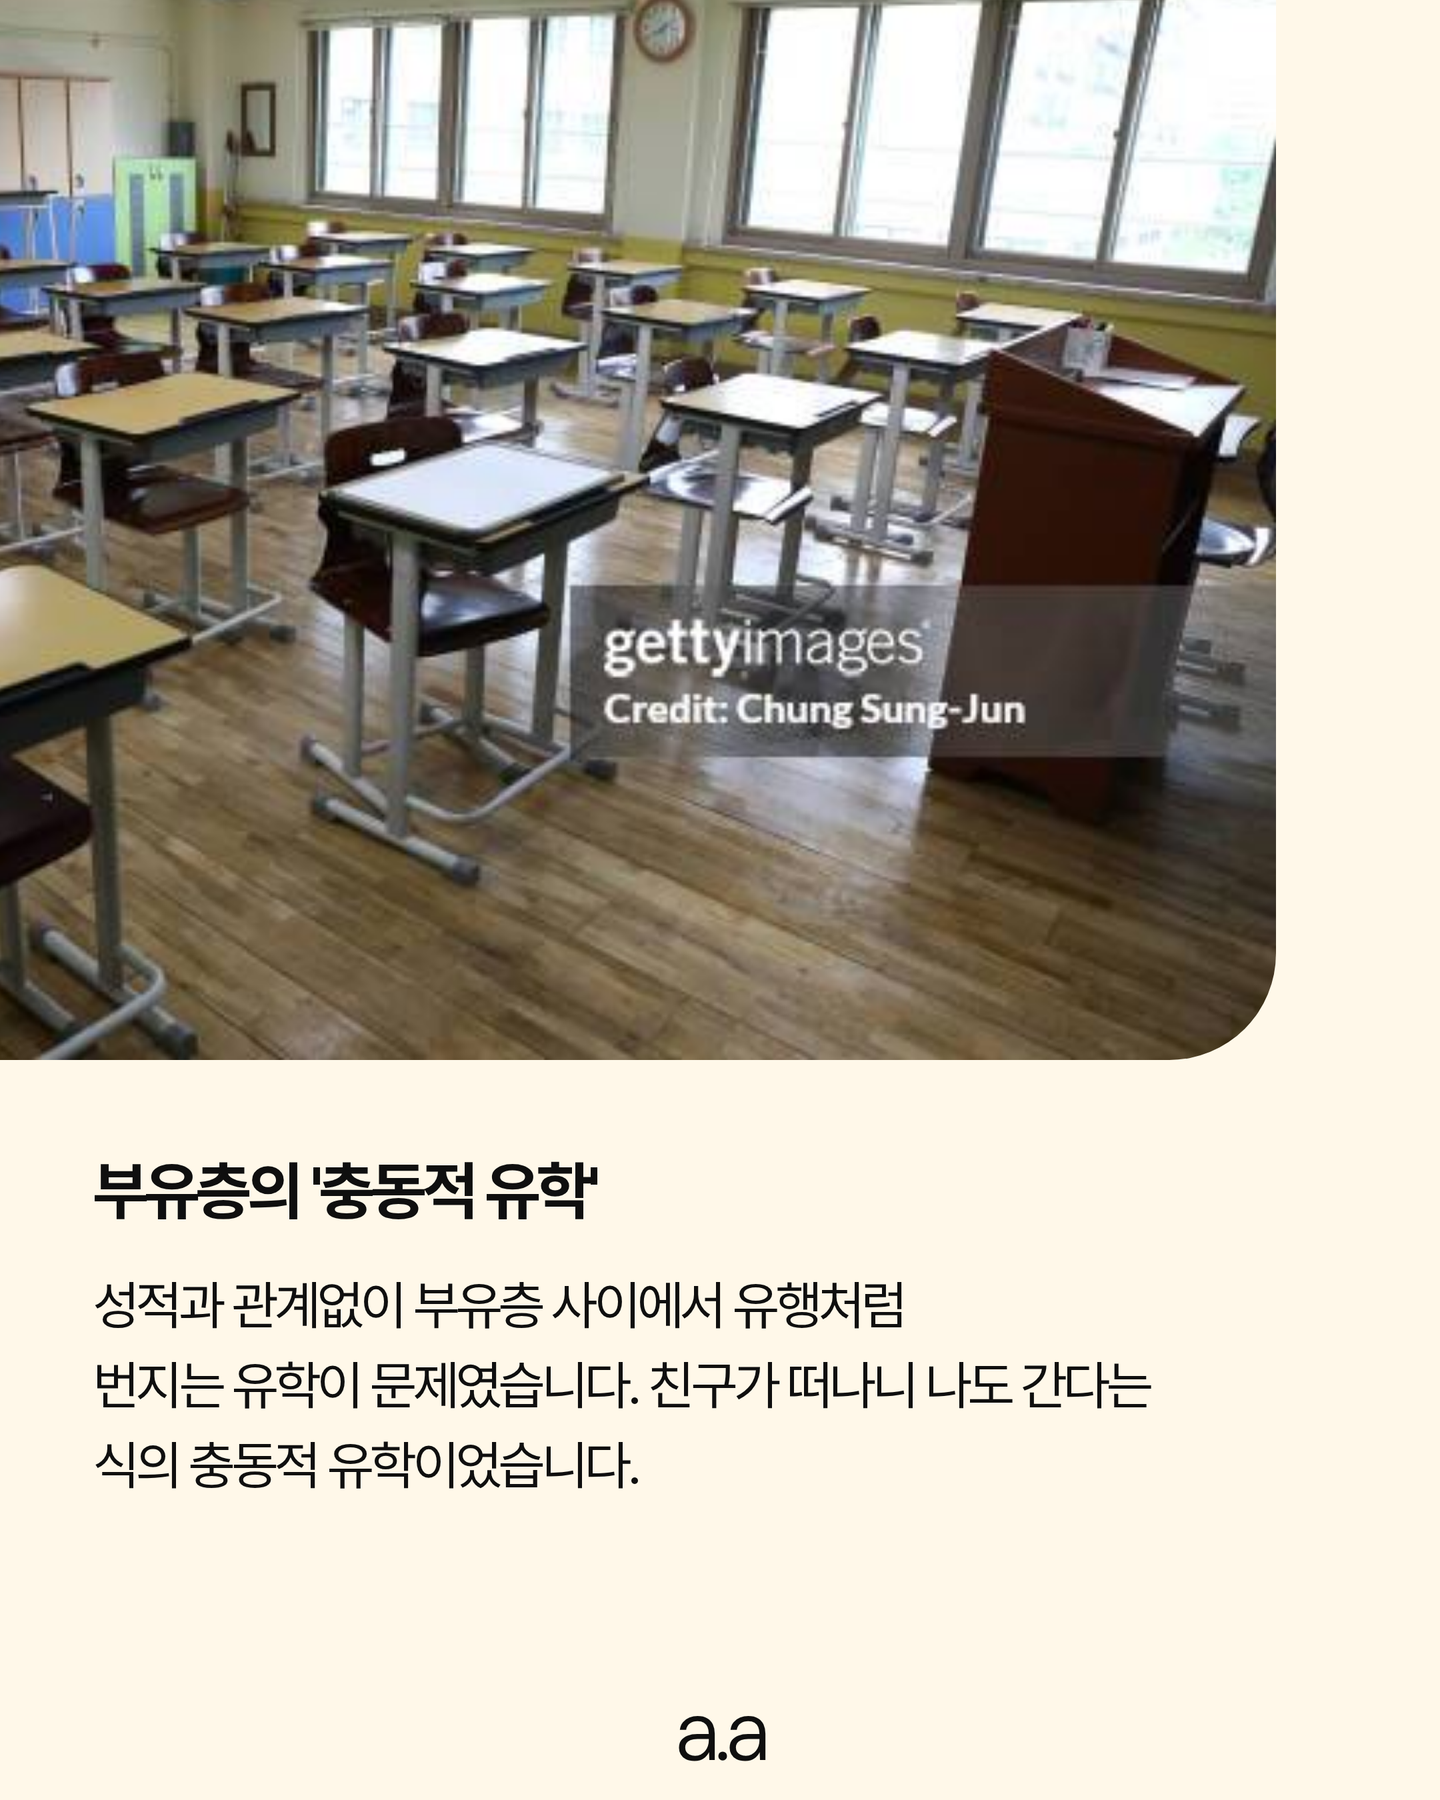 gettyimages
Credit: Chung Sung-Jun
부유층의 '충동적 유학'
성적과 관계없이 부유층 사이에서 유행처럼
번지는 유학이 문제였습니다. 친구가 떠나니 나도 간다는
식의 충동적 유학이었습니다.
a.a